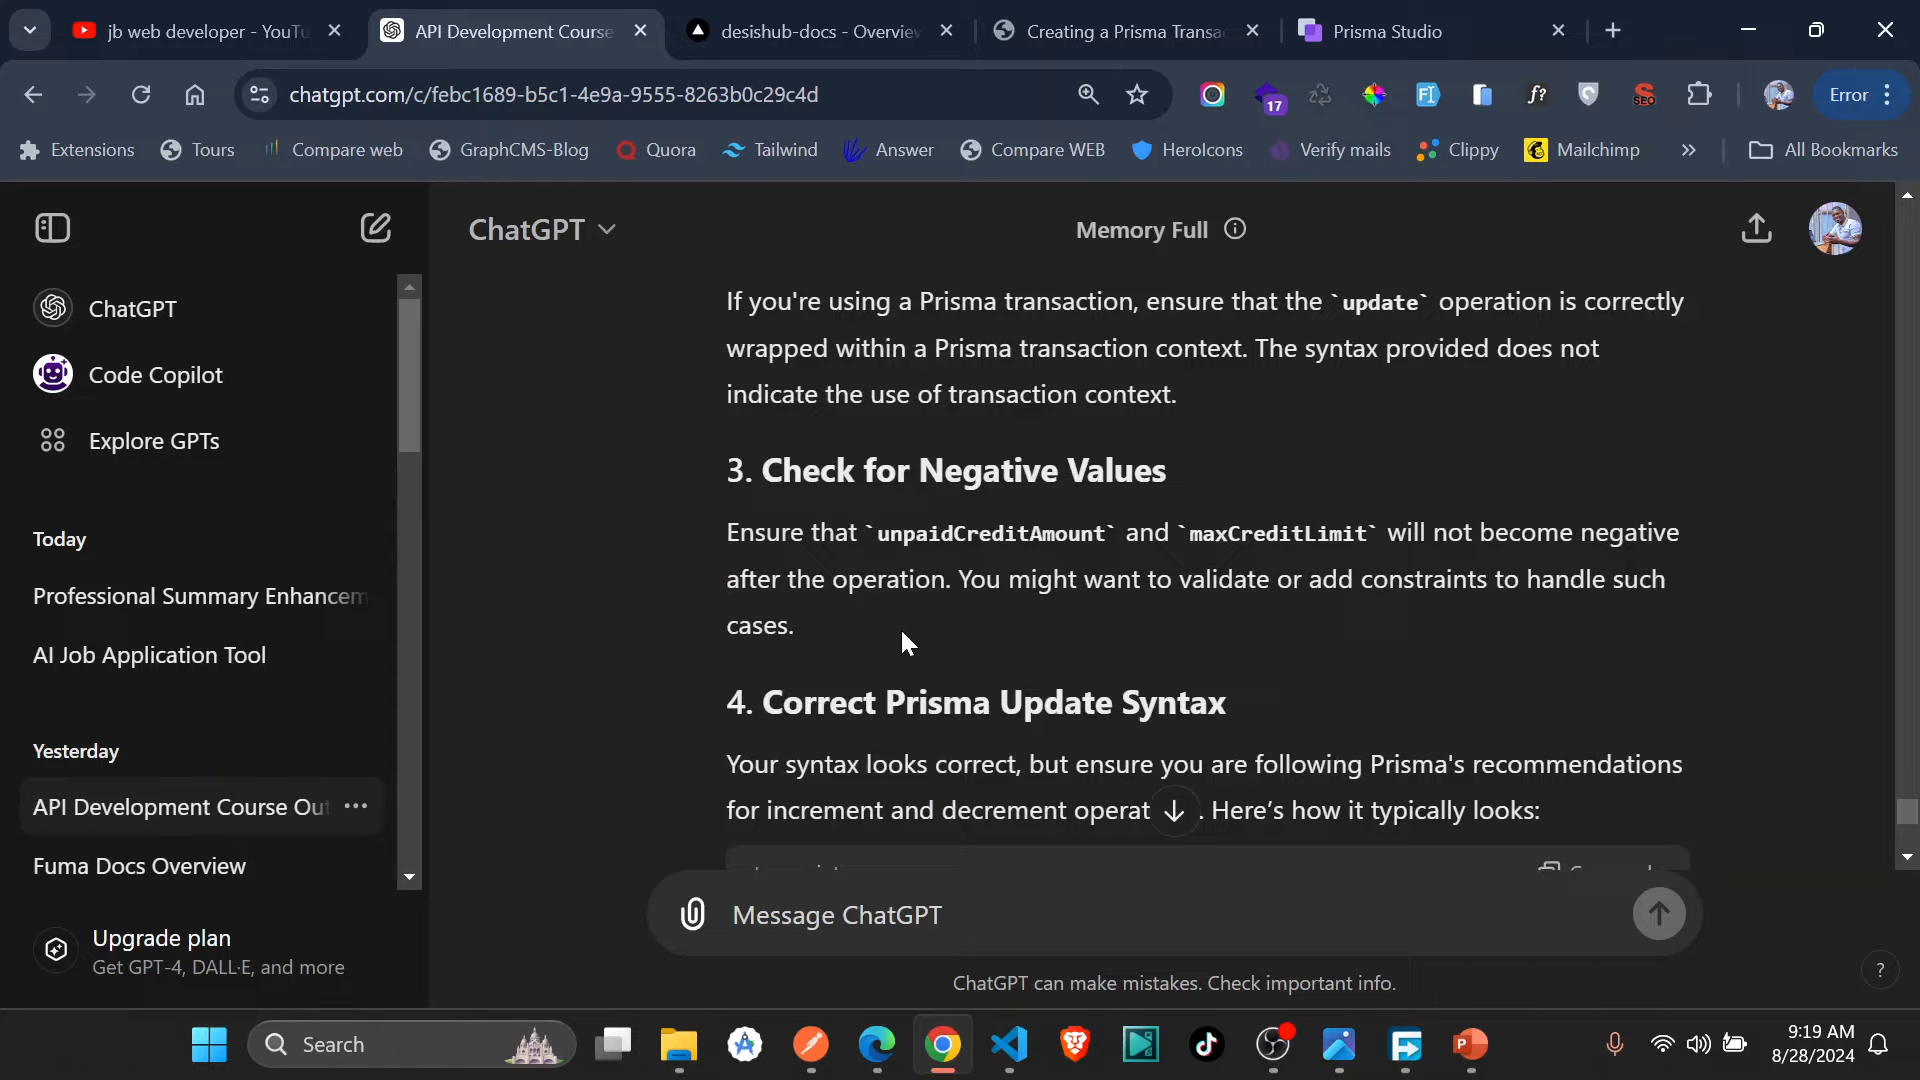 jb web developer - YouTu
API Development Course
desishub-docs - Overview
Creating a Prisma Transa
Prisma Studio
chatgpt.com/c/febc1689-b5c1-4e9a-9555-8263b0c29c4d
17
f?
SEO
Error
Extensions
Tours
Compare web
GraphCMS-Blog
Quora
Tailwind
Answer
Compare WEB
HeroIcons
Verify mails
Clippy
Mailchimp
All Bookmarks
ChatGPT
Memory Full
ChatGPT
Code Copilot
Explore GPTs
Today
Professional Summary Enhancem
AI Job Application Tool
Yesterday
API Development Course Out
Fuma Docs Overview
Upgrade plan
Get GPT-4, DALL·E, and more
If you're using a Prisma transaction, ensure that the `update` operation is correctly
wrapped within a Prisma transaction context. The syntax provided does not
indicate the use of transaction context.
3. Check for Negative Values
Ensure that `unpaidCreditAmount` and `maxCreditLimit` will not become negative
after the operation. You might want to validate or add constraints to handle such
cases.
4. Correct Prisma Update Syntax
Your syntax looks correct, but ensure you are following Prisma's recommendations
for increment and decrement operat . Here's how it typically looks:
Message ChatGPT
ChatGPT can make mistakes. Check important info.
?
Search
9:19 AM
8/28/2024